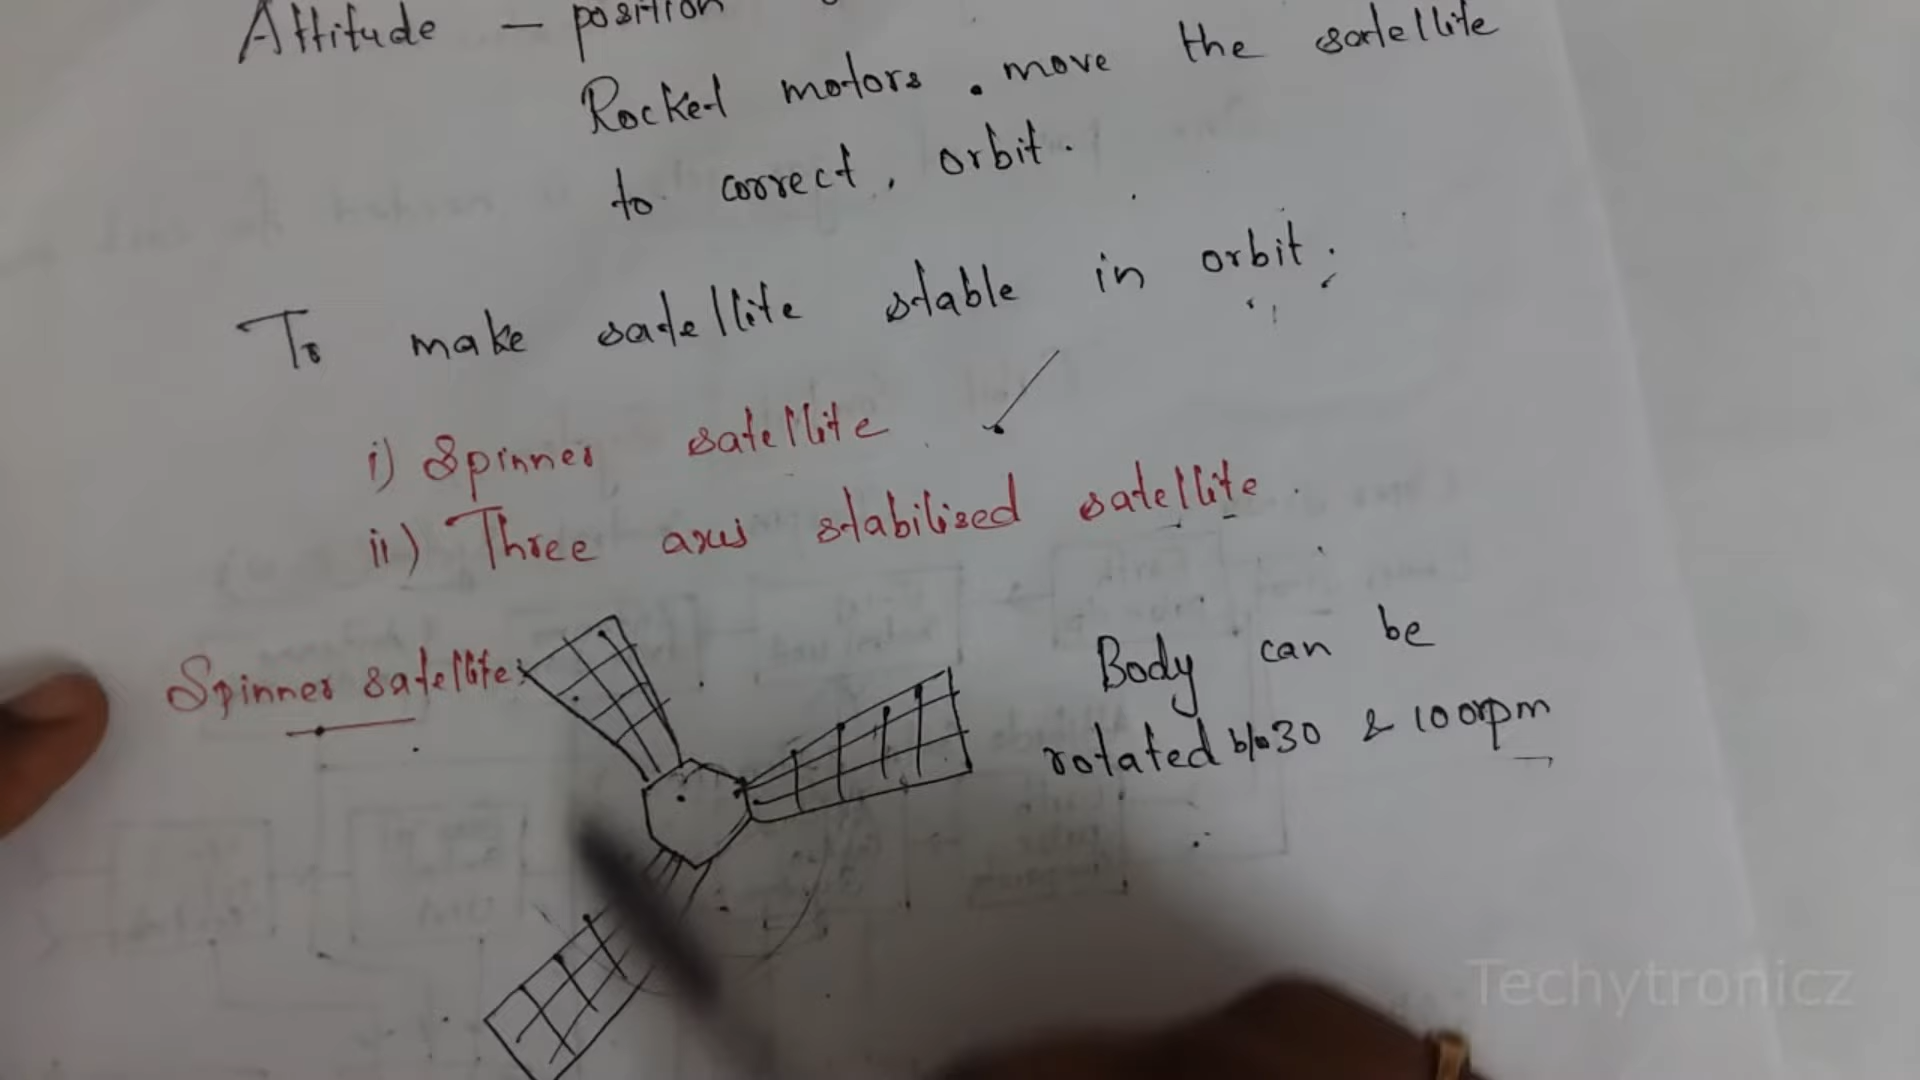 Attitude – position
Rocket motors . move the satellite
to correct , orbit.
To make satellite stable in orbit.
i) Spinner satellite
ii) Three axis stabilised satellite.
Spinner satellite:
Body can be
rotated b/w 30 & 100rpm
Techytronicz